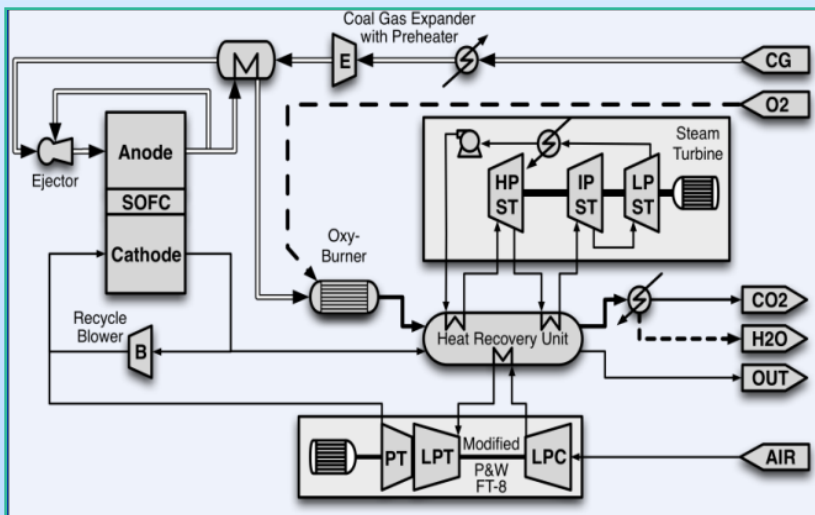 Coal Gas Expander
with Preheater
E
CG
O2
Steam
Turbine
Anode
Ejector
SOFC
HP
ST
IP
ST
LP
ST
Cathode
Oxy-
Burner
Recycle
Blower
B
Heat Recovery Unit
CO2
H2O
OUT
PT
LPT
Modified
P&W
FT-8
LPC
AIR